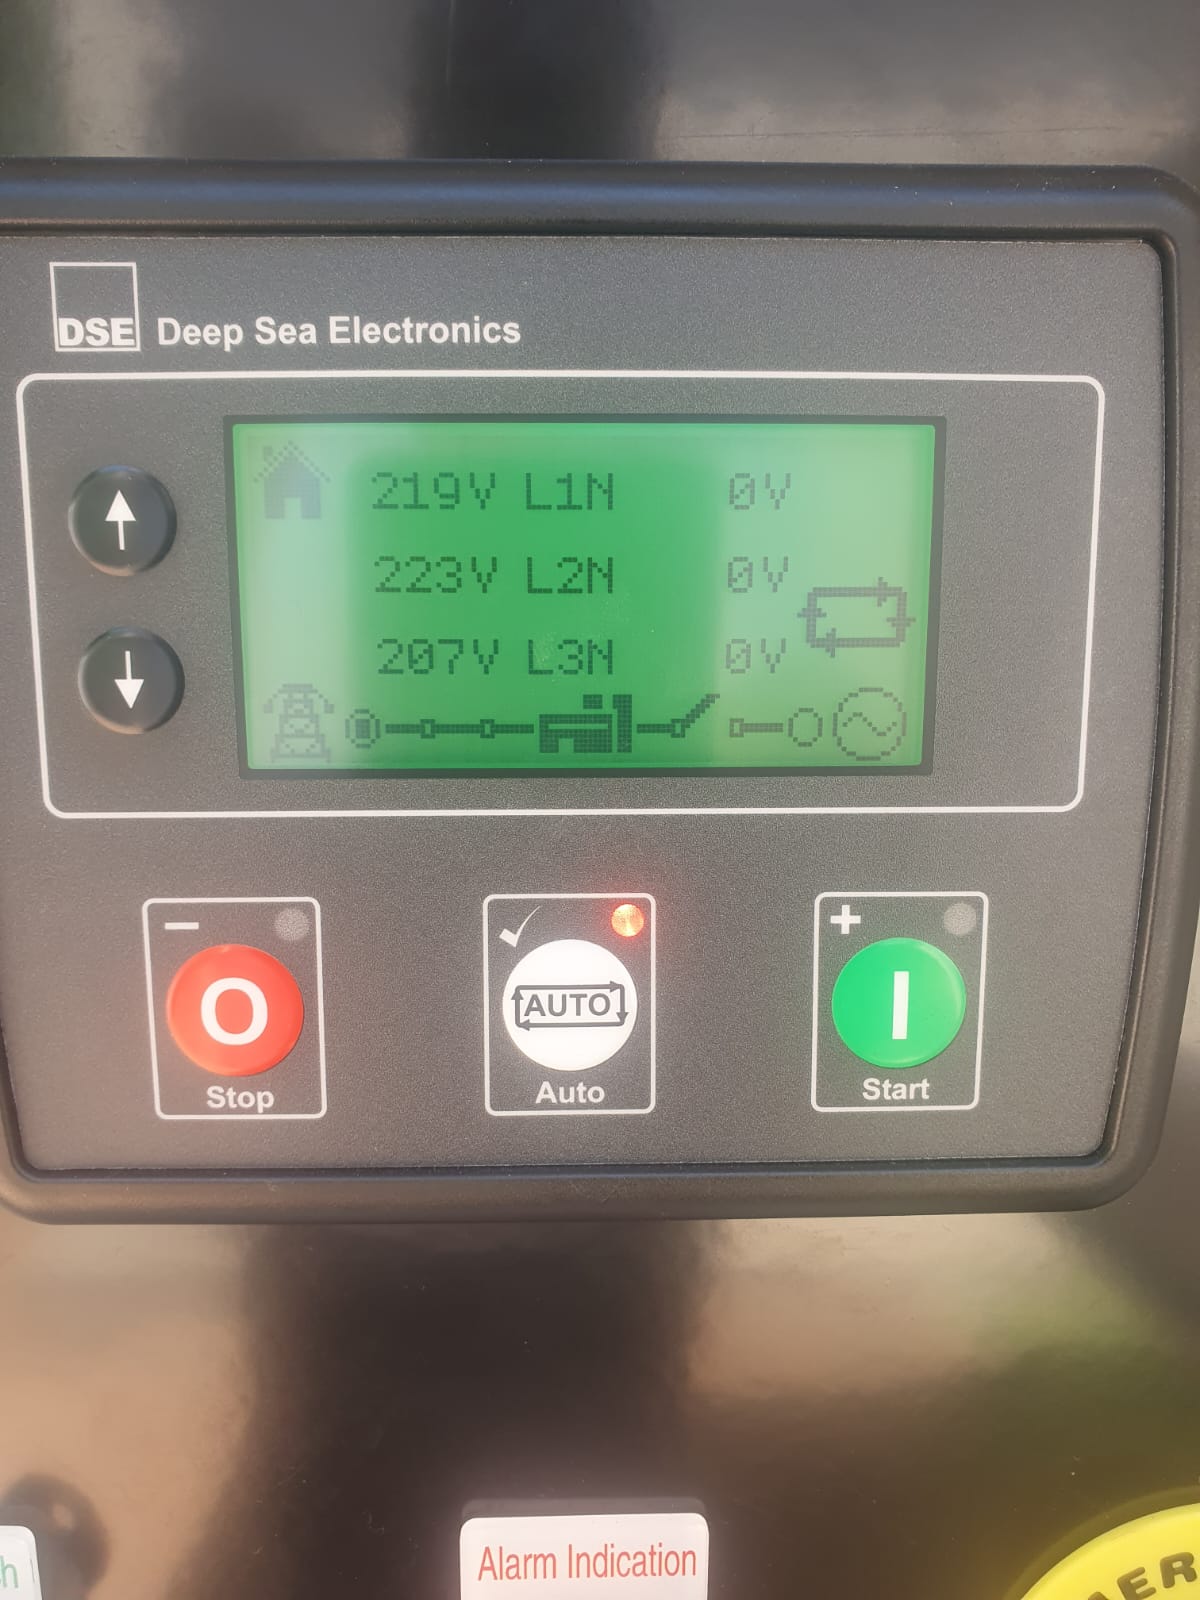 DSE Deep Sea Electronics
219V L1N 0V
223V L2N 0V
207V L3N 0V
AUTO
Stop
Auto
Start
Alarm Indication